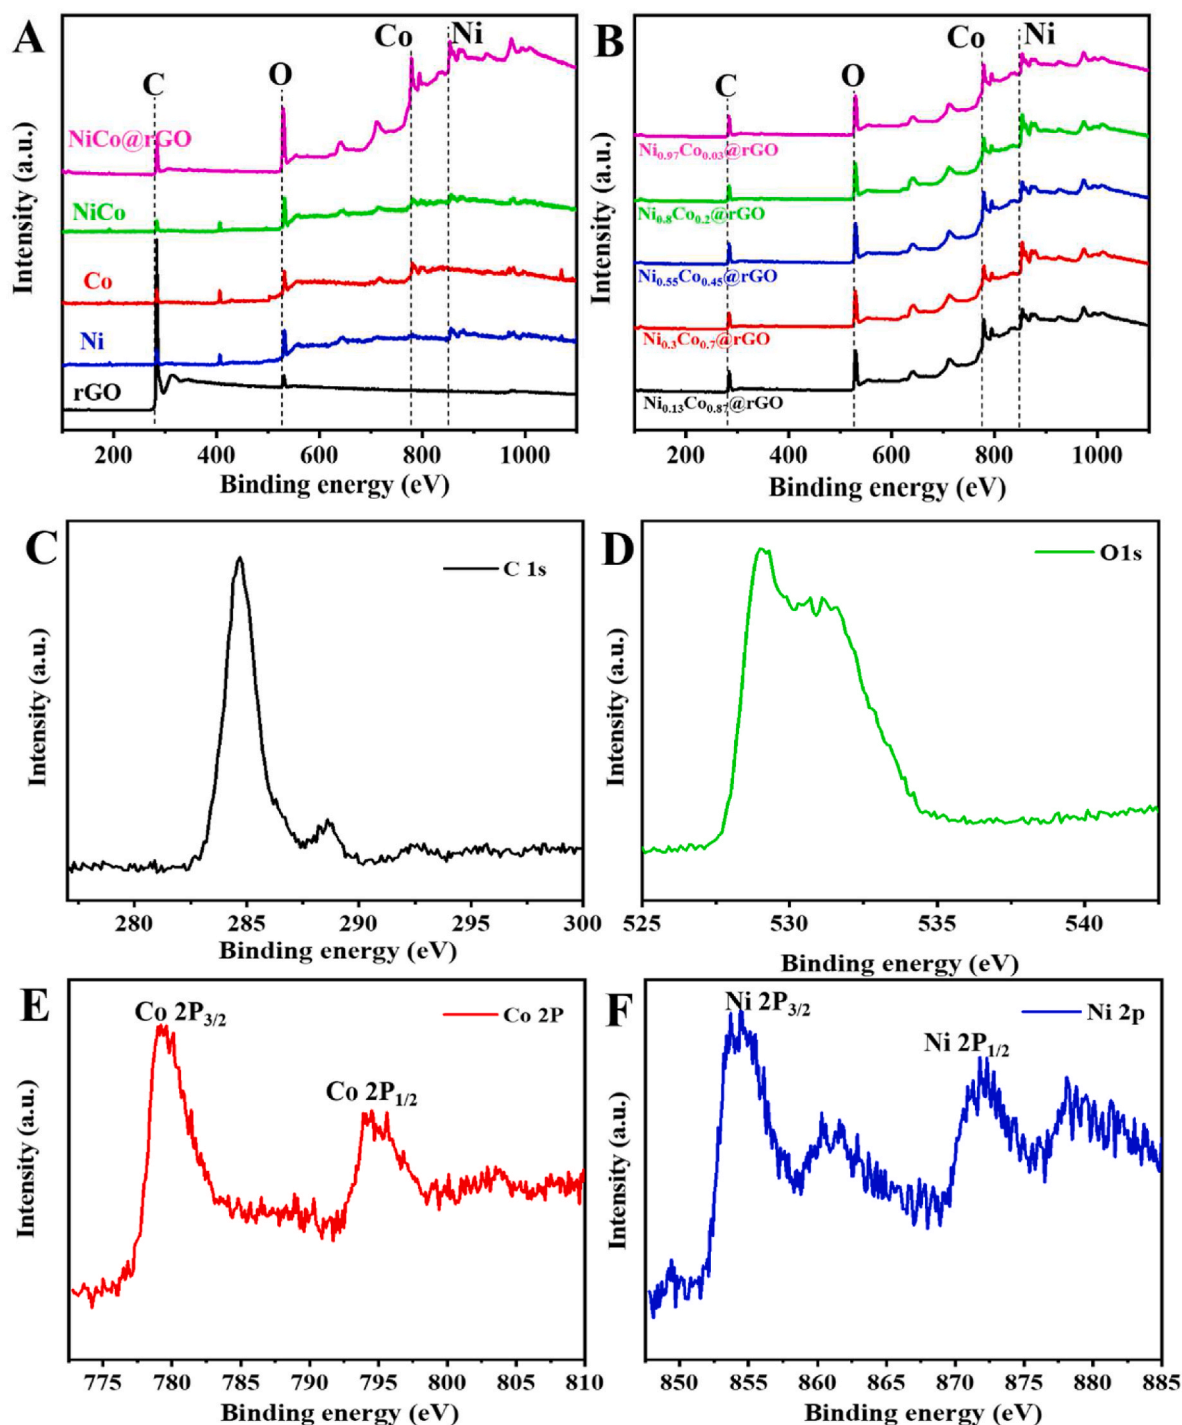 A
C
O
Co
Ni
NiCo@rGO
NiCo
Co
Ni
rGO
Intensity (a.u.)
200 400 600 800 1000
Binding energy (eV)
B
C
O
Co
Ni
Ni0.97Co0.03@rGO
Ni0.8Co0.2@rGO
Ni0.55Co0.45@rGO
Ni0.3Co0.7@rGO
Ni0.13Co0.87@rGO
Intensity (a.u.)
200 400 600 800 1000
Binding energy (eV)
C
C 1s
Intensity (a.u.)
280 285 290 295 300
Binding energy (eV)
D
O1s
Intensity (a.u.)
525 530 535 540
Binding energy (eV)
E
Co 2P3/2
Co 2P
Co 2P1/2
Intensity (a.u.)
775 780 785 790 795 800 805 810
Binding energy (eV)
F
Ni 2P3/2
Ni 2p
Ni 2P1/2
Intensity (a.u.)
850 855 860 865 870 875 880 885
Binding energy (eV)